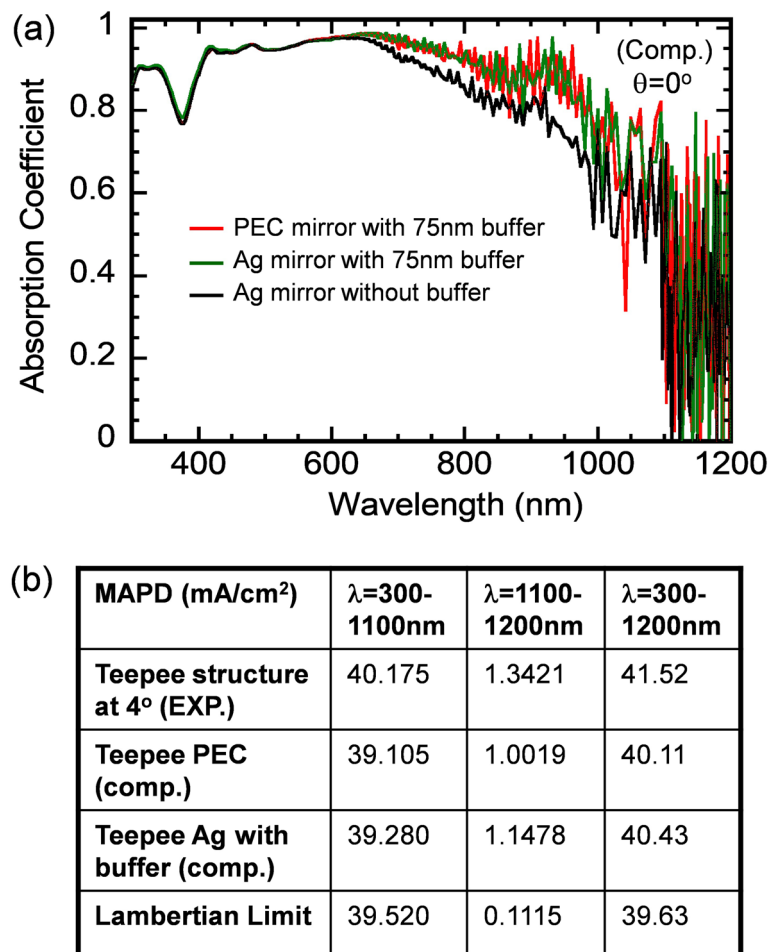 (a)
1
0.8
0.6
0.4
0.2
0
Absorption Coefficient
(Comp.)
θ=0º
PEC mirror with 75nm buffer
Ag mirror with 75nm buffer
Ag mirror without buffer
400 600 800 1000 1200
Wavelength (nm)
(b)
MAPD (mA/cm²) λ=300- λ=1100- λ=300-
1100nm 1200nm 1200nm
Teepee structure 40.175 1.3421 41.52
at 4º (EXP.)
Teepee PEC 39.105 1.0019 40.11
(comp.)
Teepee Ag with 39.280 1.1478 40.43
buffer (comp.)
Lambertian Limit 39.520 0.1115 39.63